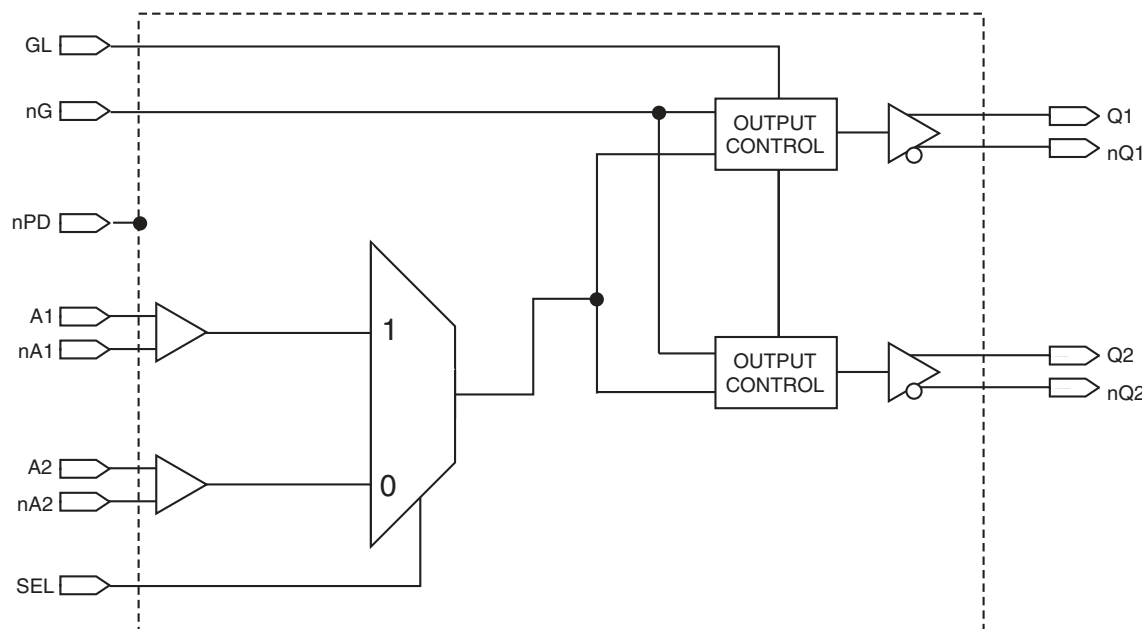 GL
nG
OUTPUT
CONTROL
Q1
nQ1
nPD
A1
nA1
1
OUTPUT
CONTROL
Q2
nQ2
A2
nA2
0
SEL